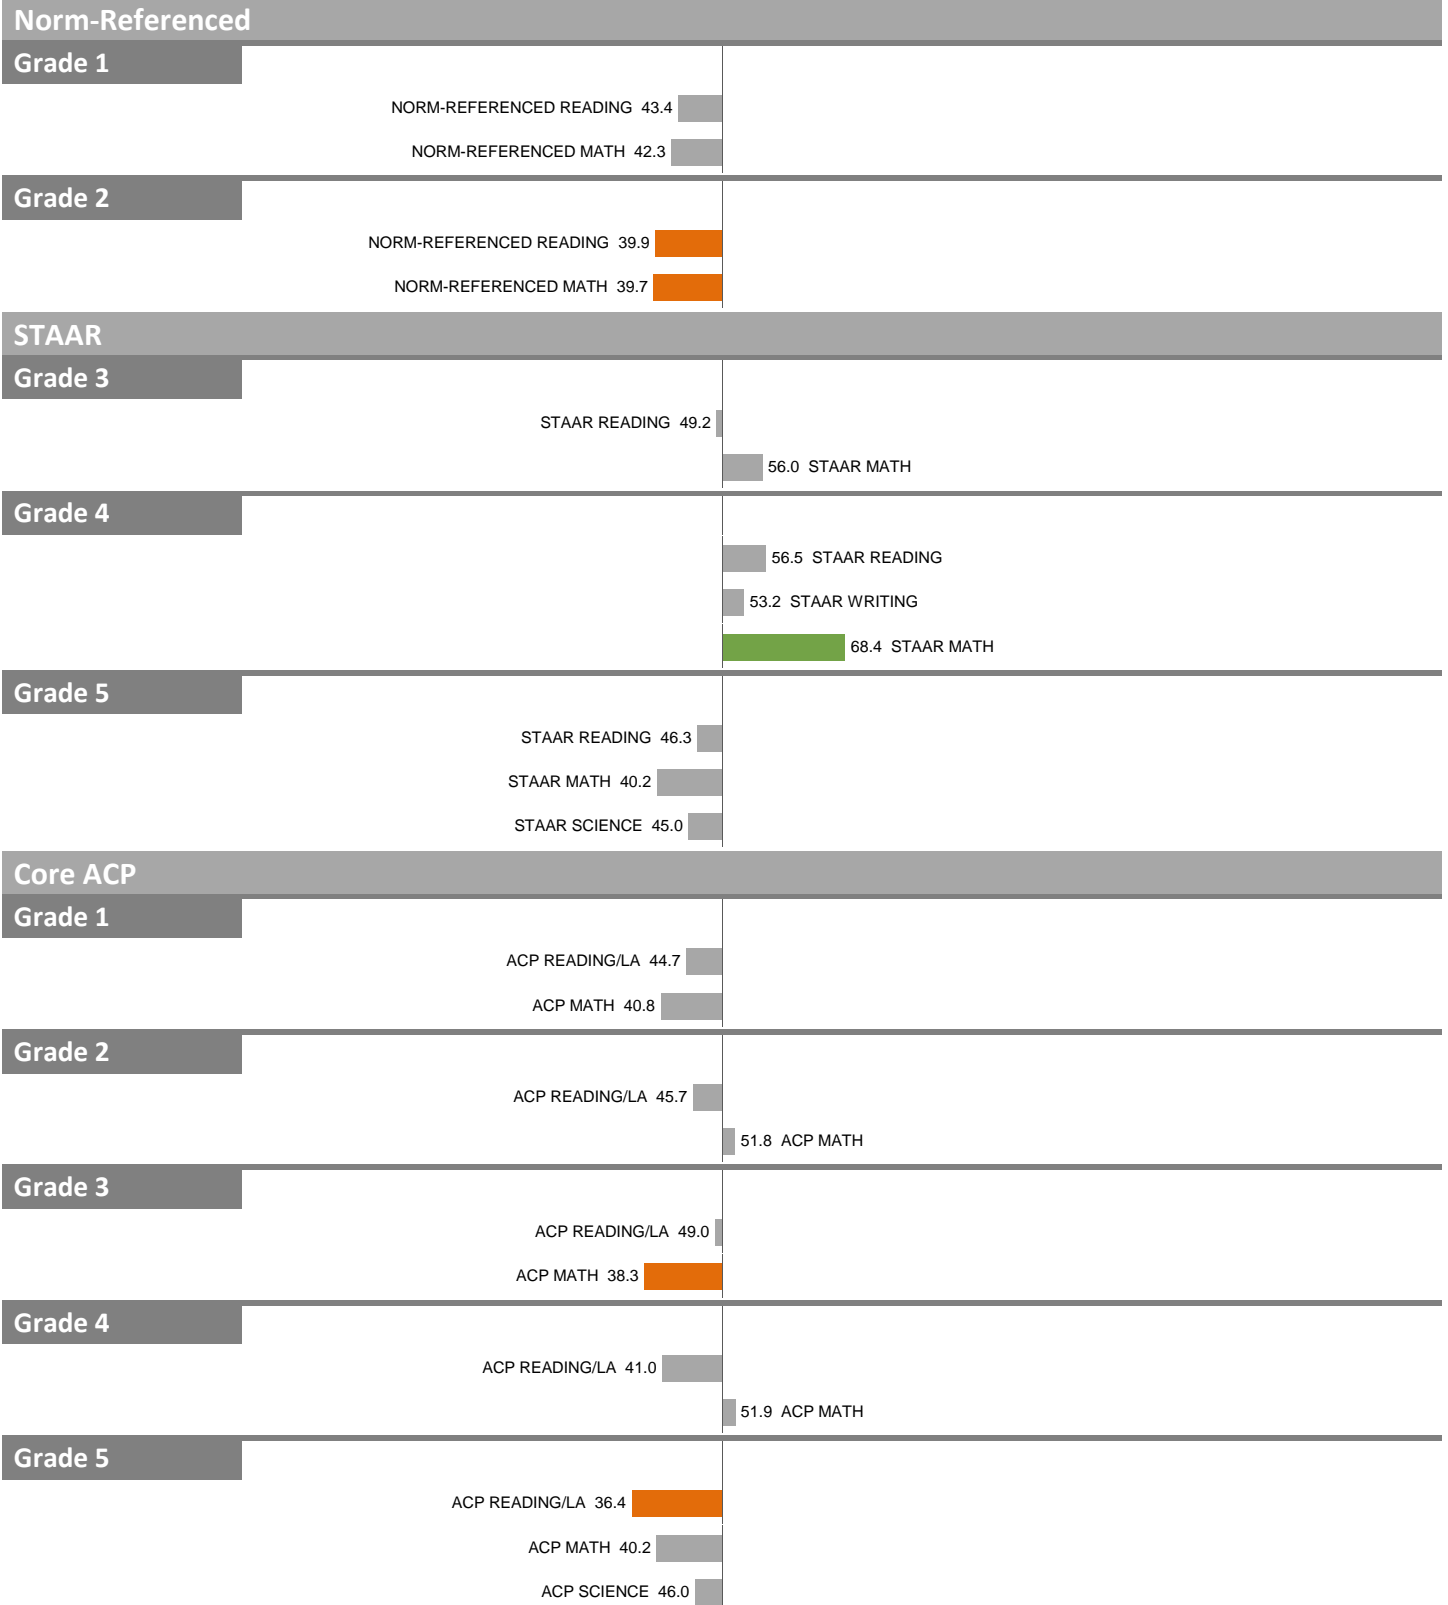 Norm-Referenced
Grade 1
NORM-REFERENCED READING 43.4
NORM-REFERENCED MATH 42.3
Grade 2
NORM-REFERENCED READING 39.9
NORM-REFERENCED MATH 39.7
STAAR
Grade 3
STAAR READING 49.2
56.0 STAAR MATH
Grade 4
56.5 STAAR READING
53.2 STAAR WRITING
68.4 STAAR MATH
Grade 5
STAAR READING 46.3
STAAR MATH 40.2
STAAR SCIENCE 45.0
Core ACP
Grade 1
ACP READING/LA 44.7
ACP MATH 40.8
Grade 2
ACP READING/LA 45.7
51.8 ACP MATH
Grade 3
ACP READING/LA 49.0
ACP MATH 38.3
Grade 4
ACP READING/LA 41.0
51.9 ACP MATH
Grade 5
ACP READING/LA 36.4
ACP MATH 40.2
ACP SCIENCE 46.0